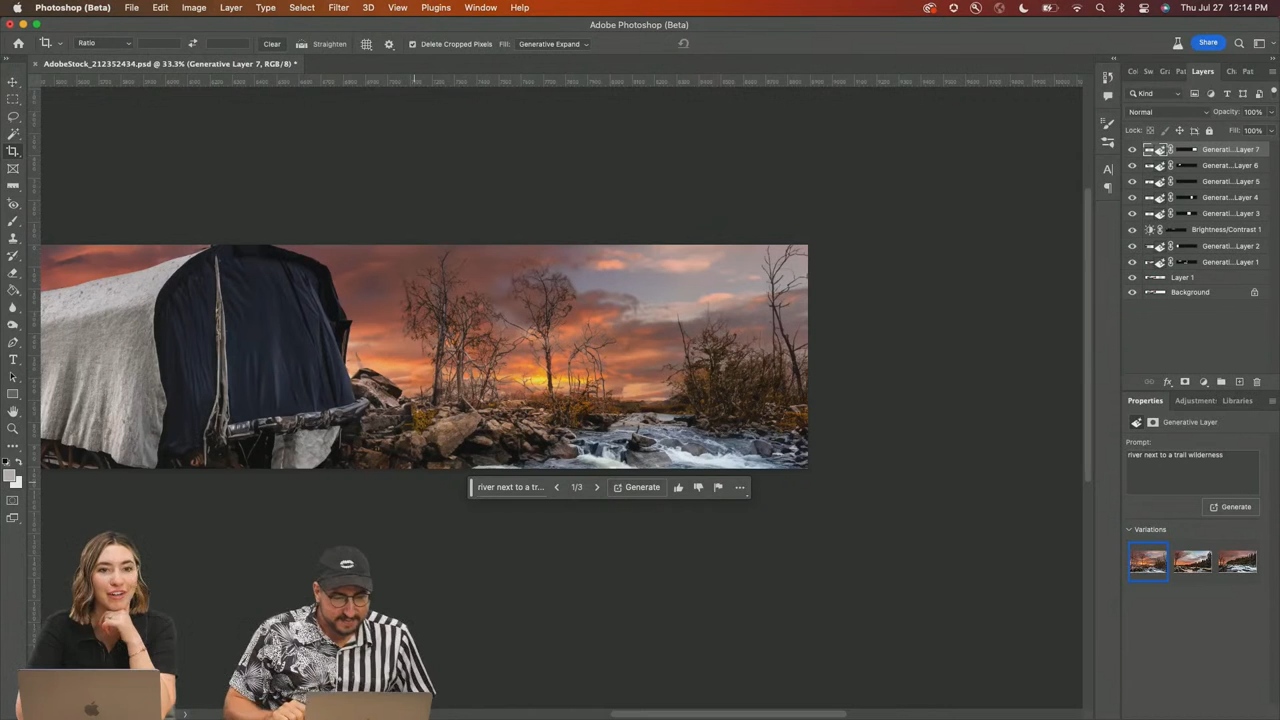 Photoshop (Beta) File Edit Image Layer Type Select Filter 3D View Plugins Window Help
Thu Jul 27 12:14 PM
Adobe Photoshop (Beta)
Ratio Clear Straighten Delete Cropped Pixels Fill: Generative Expand Share
AdobeStock_212352434.psd @ 33.3% (Generative Layer 7, RGB/8) *
Co Sw Gra Pat Layers Ch Pat
Kind
Normal Opacity: 100%
Lock: Fill: 100%
Generati...Layer 7
Generat...Layer 6
Generati...Layer 5
Generat...Layer 4
Generati...Layer 3
Brightness/Contrast 1
Generati...Layer 2
Generati...Layer 1
Layer 1
Background
Properties Adjustment: Libraries
Generative Layer
Prompt:
river next to a trail wilderness
Generate
Variations
river next to a tr... 1/3 Generate